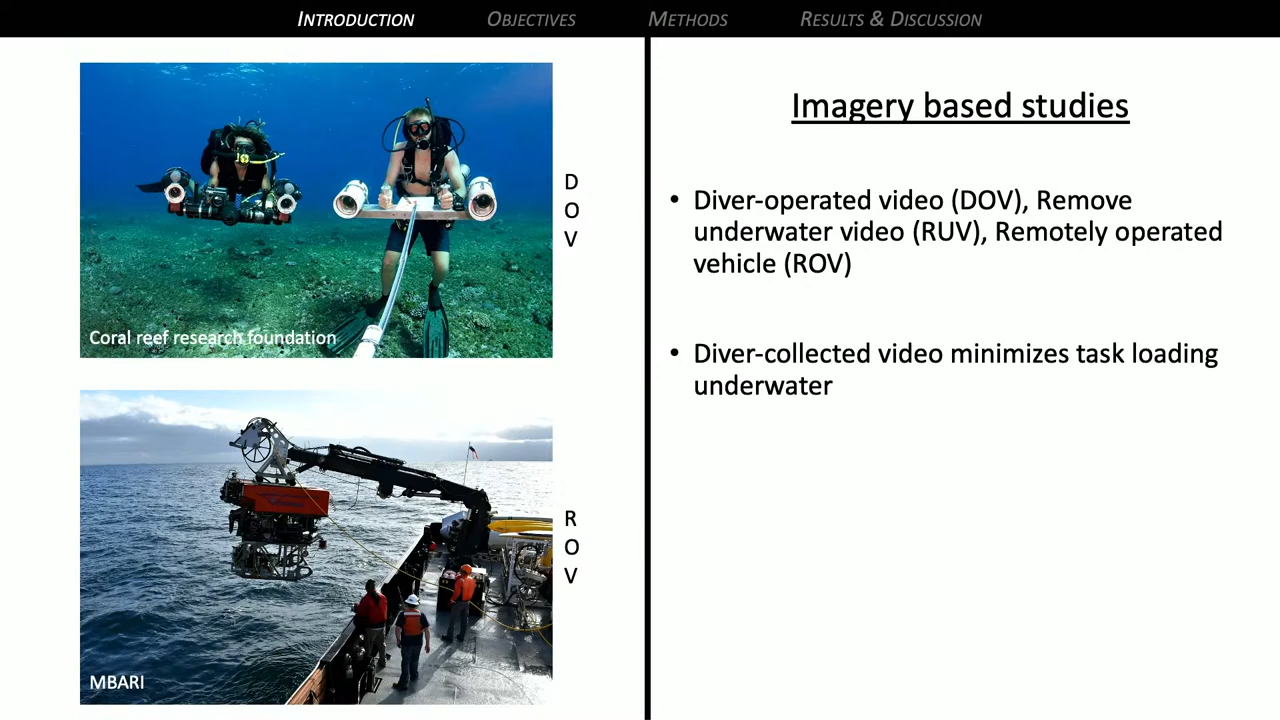 INTRODUCTION OBJECTIVES METHODS RESULTS & DISCUSSION
Coral reef research foundation
D
O
V
MBARI
R
O
V
Imagery based studies
• Diver-operated video (DOV), Remove
underwater video (RUV), Remotely operated
vehicle (ROV)
• Diver-collected video minimizes task loading
underwater